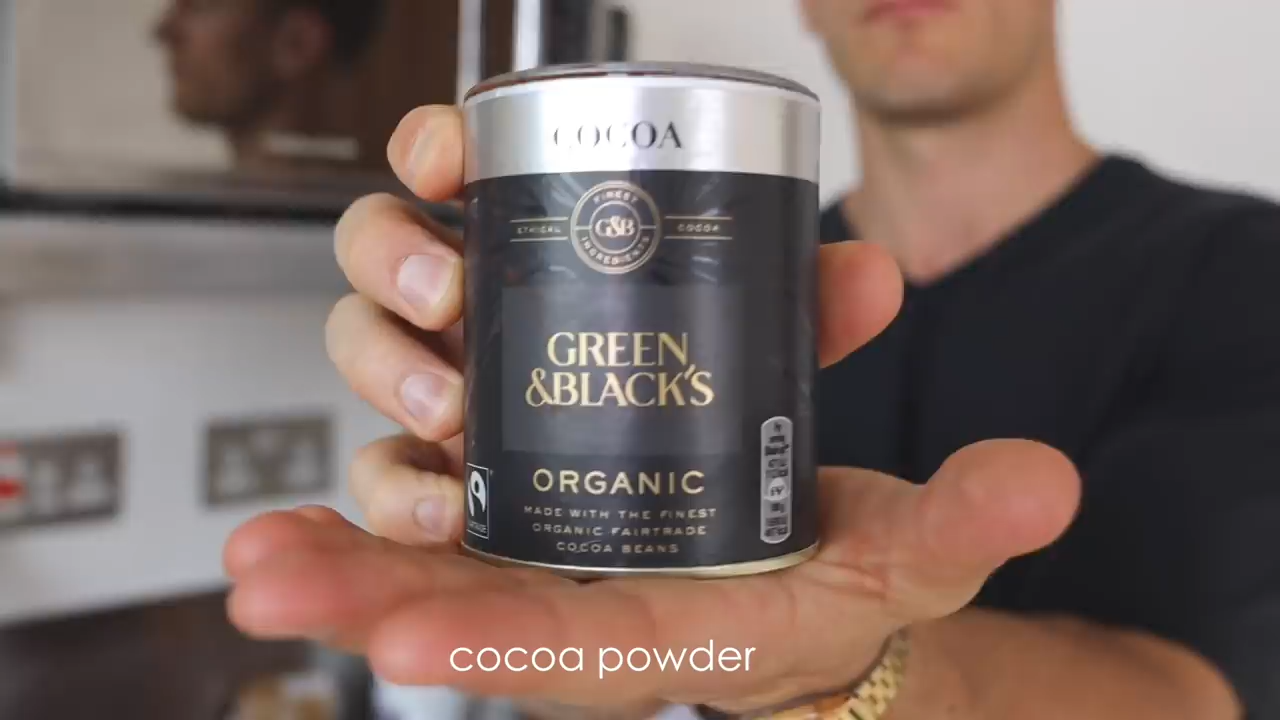 COCOA
FINEST
ETHICAL G&B COCOA
INGREDIENTS
GREEN
&BLACK'S
ORGANIC
MADE WITH THE FINEST
ORGANIC FAIRTRADE
COCOA BEANS
cocoa powder